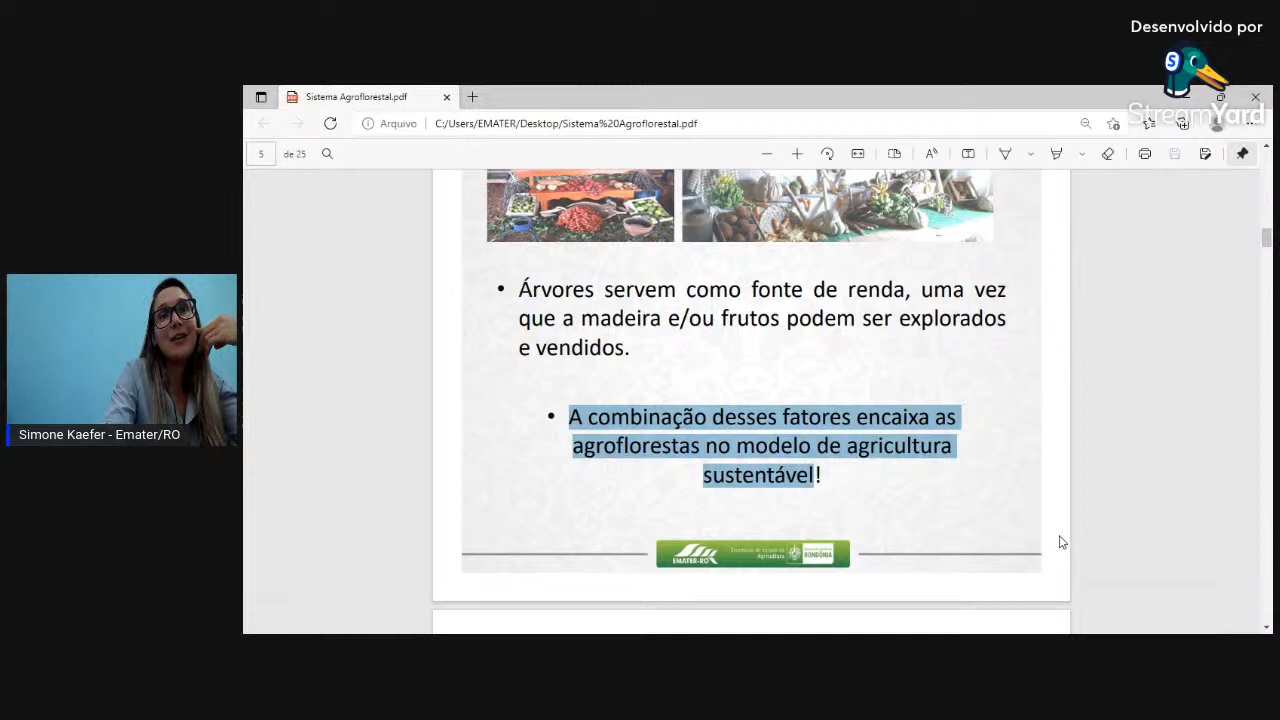 Desenvolvido por
StreamYard
Sistema Agroflorestal.pdf
Arquivo
C:/Users/EMATER/Desktop/Sistema%20Agroflorestal.pdf
5
de 25
• Árvores servem como fonte de renda, uma vez
que a madeira e/ou frutos podem ser explorados
e vendidos.
• A combinação desses fatores encaixa as
agroflorestas no modelo de agricultura
sustentável!
Simone Kaefer - Emater/RO
EMATER-RO
Agricultura
RONDÔNIA